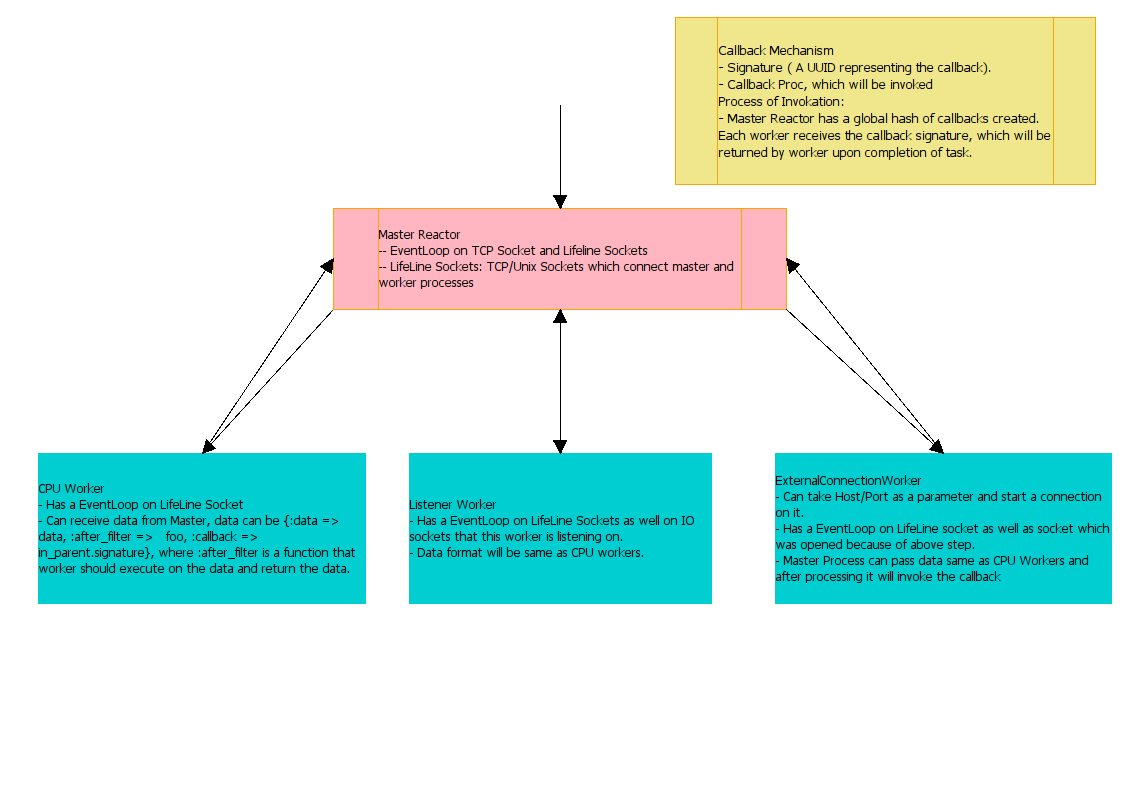 Callback Mechanism
- Signature ( A UUID representing the callback).
- Callback Proc, which will be invoked
Process of Invokation:
- Master Reactor has a global hash of callbacks created.
Each worker receives the callback signature, which will be
returned by worker upon completion of task.
Master Reactor
-- EventLoop on TCP Socket and Lifeline Sockets
-- LifeLine Sockets: TCP/Unix Sockets which connect master and
worker processes
CPU Worker
- Has a EventLoop on LifeLine Socket
- Can receive data from Master, data can be {:data =>
data, :after_filter => foo, :callback =>
in_parent.signature}, where :after_filter is a function that
worker should execute on the data and return the data.
Listener Worker
- Has a EventLoop on LifeLine Sockets as well on IO
sockets that this worker is listening on.
- Data format will be same as CPU workers.
ExternalConnectionWorker
- Can take Host/Port as a parameter and start a connection
on it.
- Has a EventLoop on LifeLine socket as well as socket which
was opened because of above step.
- Master Process can pass data same as CPU Workers and
after processing it will invoke the callback